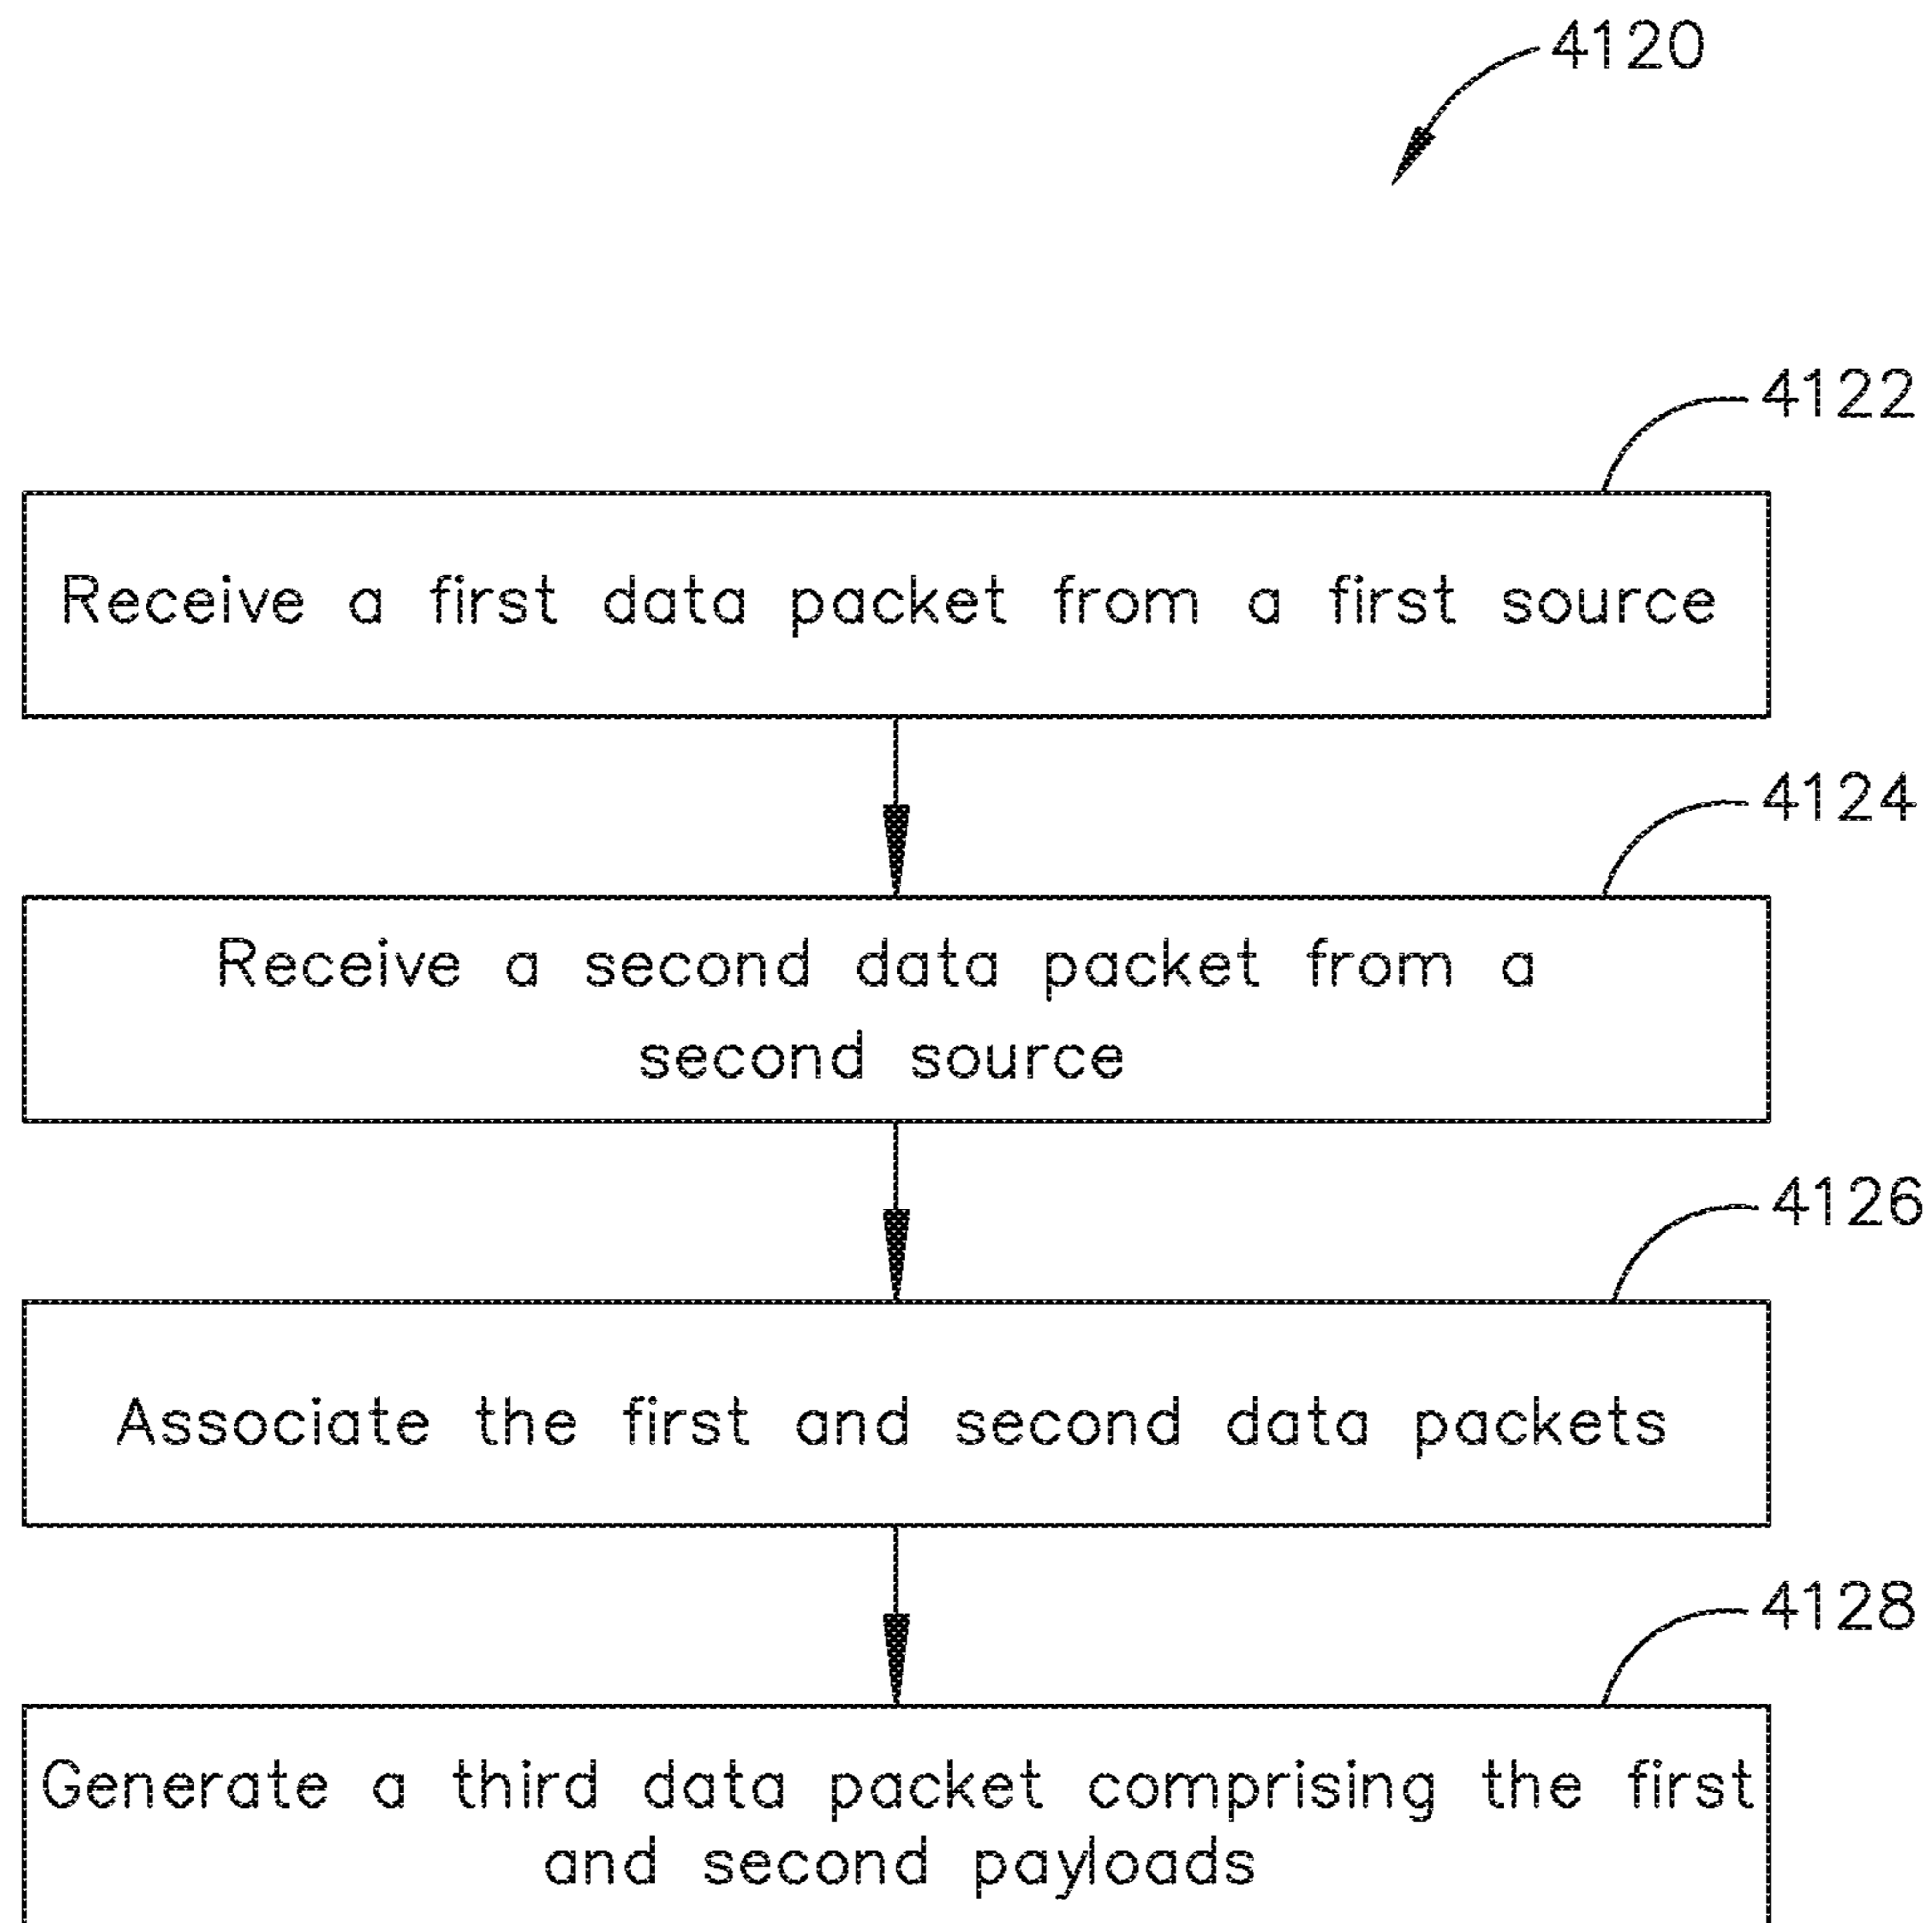 4120
4122
Receive a first data packet from a first source
4124
Receive a second data packet from a
second source
4126
Associate the first and second data packets
4128
Generate a third data packet comprising the first
and second payloads